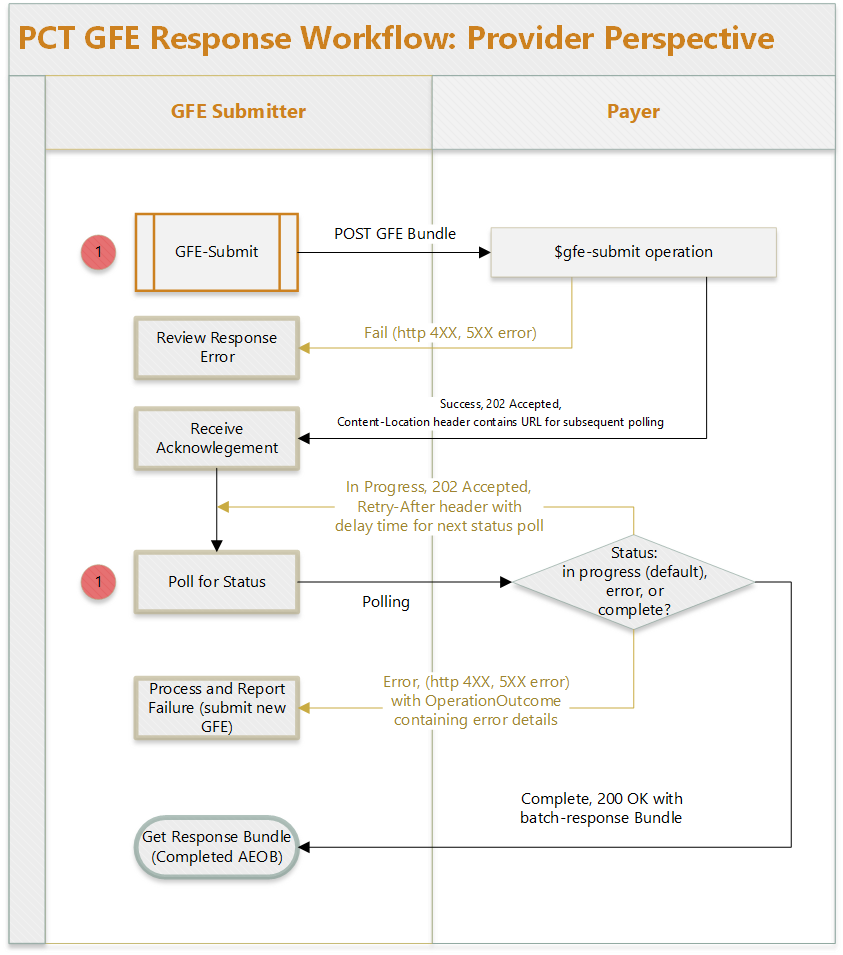 PCT GFE Response Workflow: Provider Perspective
GFE Submitter
Payer
1
GFE-Submit
POST GFE Bundle
$gfe-submit operation
Review Response
Error
Fail (http 4XX, 5XX error)
Receive
Acknowlegement
Success, 202 Accepted,
Content-Location header contains URL for subsequent polling
In Progress, 202 Accepted,
Retry-After header with
delay time for next status poll
1
Poll for Status
Polling
Status:
in progress (default),
error, or
complete?
Process and Report
Failure (submit new
GFE)
Error, (http 4XX, 5XX error)
with OperationOutcome
containing error details
Complete, 200 OK with
batch-response Bundle
Get Response Bundle
(Completed AEOB)